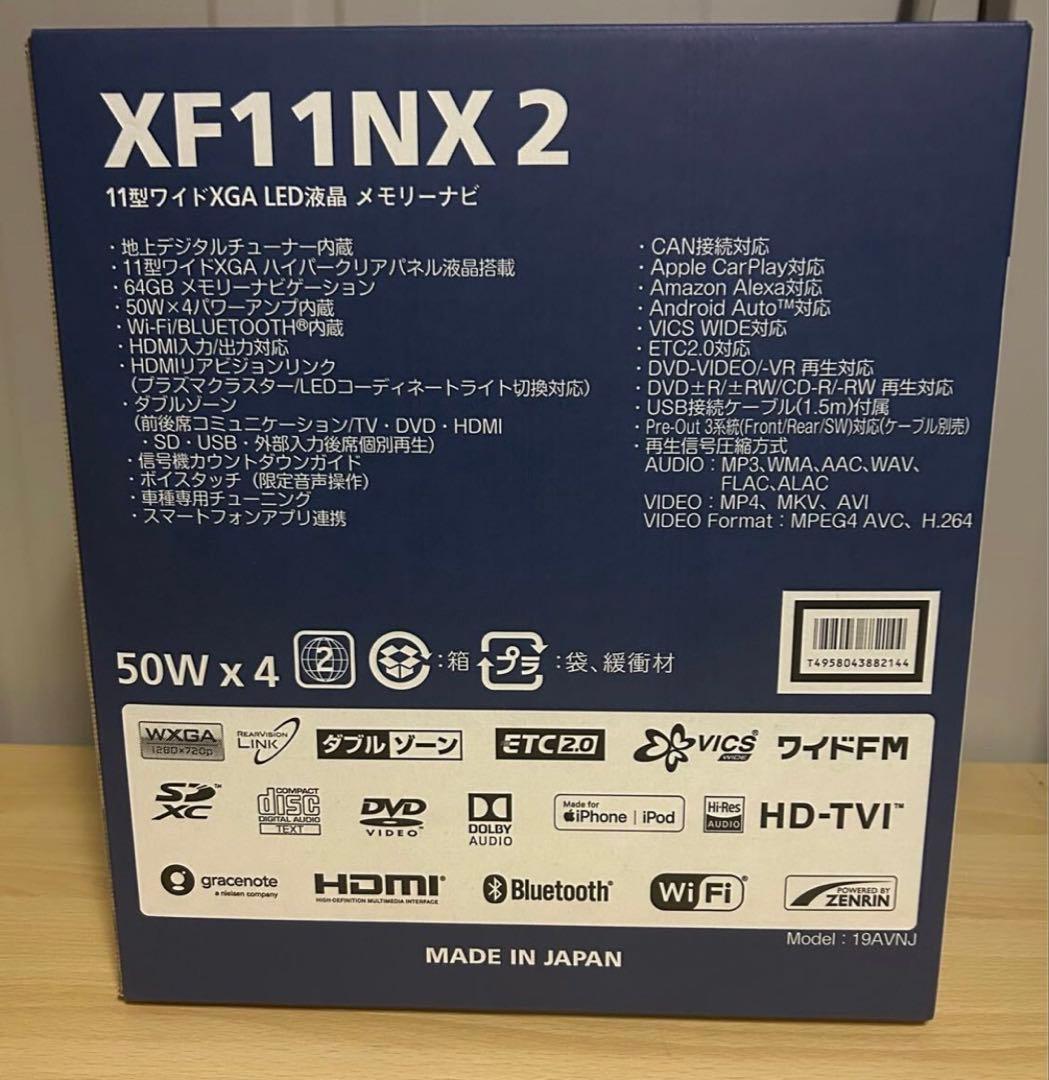 XF11NX 2
11型ワイドXGA LED液晶 メモリーナビ
・地上デジタルチューナー内蔵
・11型ワイドXGA ハイパークリアパネル液晶搭載
・64GB メモリーナビゲーション
・50W×4パワーアンプ内蔵
・Wi-Fi/BLUETOOTH®内蔵
・HDMI入力/出力対応
・HDMIリアビジョンリンク
（プラズマクラスター/LEDコーディネートライト切換対応）
・ダブルゾーン
（前後席コミュニケーション/TV・DVD・HDMI
・SD・USB・外部入力後席個別再生）
・信号機カウントダウンガイド
・ボイスタッチ（限定音声操作）
・車種専用チューニング
・スマートフォンアプリ連携
・CAN接続対応
・Apple CarPlay対応
・Amazon Alexa対応
・Android Auto™対応
・VICS WIDE対応
・ETC2.0対応
・DVD-VIDEO/-VR 再生対応
・DVD±R/±RW/CD-R/-RW 再生対応
・USB接続ケーブル(1.5m)付属
・Pre-Out 3系統(Front/Rear/SW)対応(ケーブル別売)
・再生信号圧縮方式
AUDIO：MP3、WMA、AAC、WAV、
FLAC、ALAC
VIDEO：MP4、MKV、AVI
VIDEO Format：MPEG4 AVC、H.264
50W x 4
2
：箱
プラ
：袋、緩衝材
T4958043882144
WXGA
1280×720p
REARVISION
LINK
ダブルゾーン
ETC2.0
VICS
WIDE
ワイドFM
SD
XC™
COMPACT
disc
DIGITAL AUDIO
TEXT
DVD
VIDEO™
DOLBY
AUDIO
Made for
iPhone | iPod
Hi-Res
AUDIO
HD-TVI™
gracenote
a nielsen company
HDMI®
HIGH-DEFINITION MULTIMEDIA INTERFACE
Bluetooth®
Wi Fi®
POWERED BY
ZENRIN
Model：19AVNJ
MADE IN JAPAN